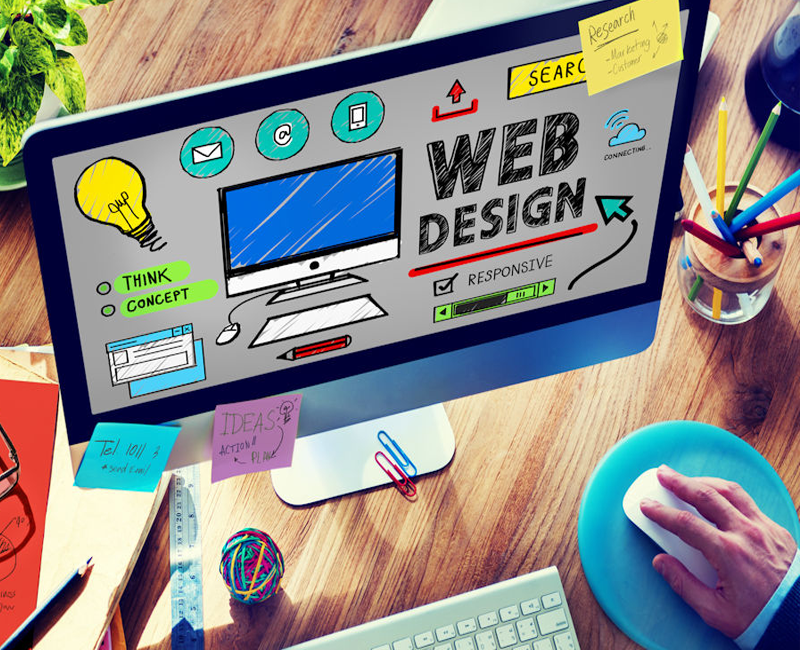 Research
-Marketing
-Customer
SEARC
@
WEB
DESIGN
CONNECTING...
RESPONSIVE
THINK
CONCEPT
IDEAS
ACTION!!
PLAN
Tel 1011 3
#send Email